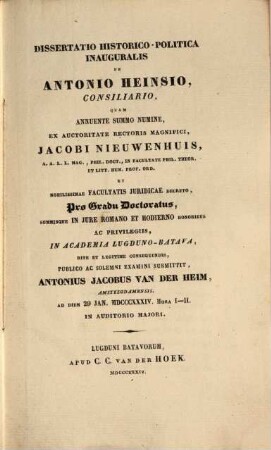 DISSERTATIO HISTORICO-POLITICA
INAUGURALIS
DE
ANTONIO HEINSIO,
CONSILIARIO,
QUAM
ANNUENTE SUMMO NUMINE,
EX AUCTORITATE RECTORIS MAGNIFICI,
JACOBI NIEUWENHUIS,
A. A. L. L. MAG., PHIL. DOCT., IN FACULTATE PHIL. THEOR.
ET LITT. HUM. PROF. ORD.
ET
NOBILISSIMAE FACULTATIS JURIDICAE DECRETO,
Pro Gradu Doctoratus,
SUMMISQUE IN JURE ROMANO ET HODIERNO HONORIBUS
AC PRIVILEGIIS,
IN ACADEMIA LUGDUNO-BATAVA,
RITE ET LEGITIME CONSEQUENDIS,
PUBLICO AC SOLEMNI EXAMINI SUBMITTIT,
ANTONIUS JACOBUS VAN DER HEIM,
AMSTELODAMENSIS.
AD DIEM 29 JAN. MDCCCXXXIV. HORA I—II.
IN AUDITORIO MAJORI.
LUGDUNI BATAVORUM,
APUD C. C. VAN DER HOEK.
MDCCCXXXIV.